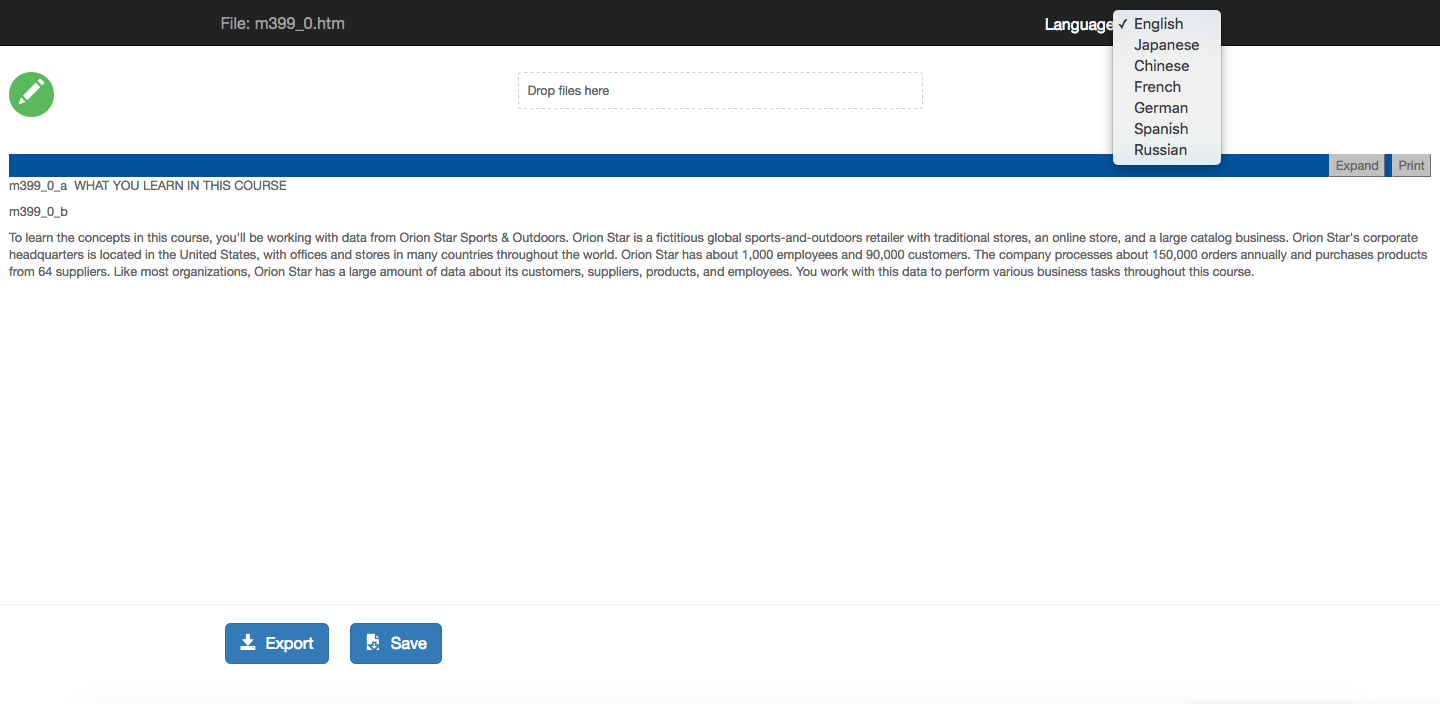 File: m399_0.htm
Language
✓ English
Japanese
Chinese
French
German
Spanish
Russian
Drop files here
Expand
Print
m399_0_a WHAT YOU LEARN IN THIS COURSE
m399_0_b
To learn the concepts in this course, you'll be working with data from Orion Star Sports & Outdoors. Orion Star is a fictitious global sports-and-outdoors retailer with traditional stores, an online store, and a large catalog business. Orion Star's corporate
headquarters is located in the United States, with offices and stores in many countries throughout the world. Orion Star has about 1,000 employees and 90,000 customers. The company processes about 150,000 orders annually and purchases products
from 64 suppliers. Like most organizations, Orion Star has a large amount of data about its customers, suppliers, products, and employees. You work with this data to perform various business tasks throughout this course.
Export
Save